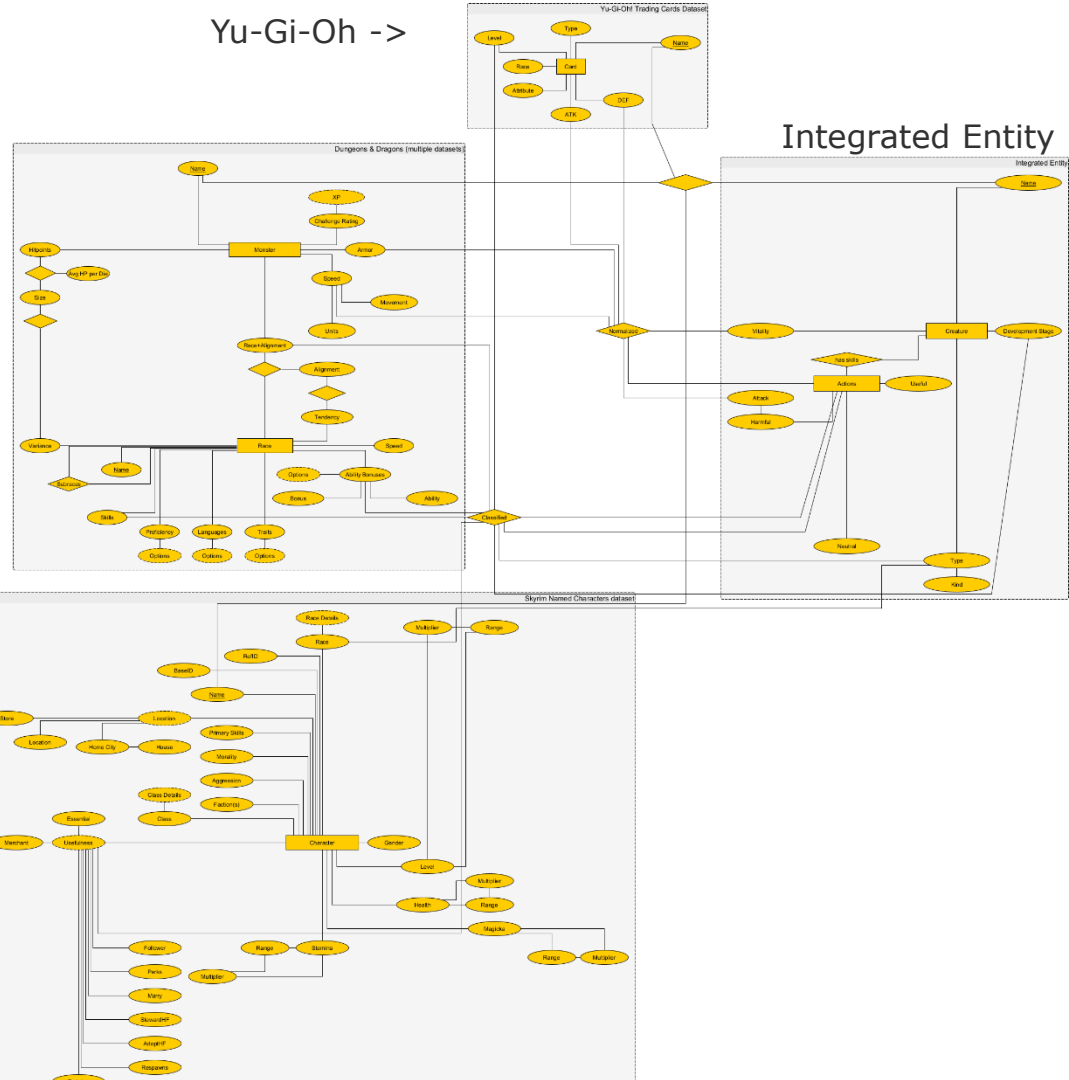 Yu-Gi-Oh ->
Yu-Gi-Oh! Trading Cards Dataset
Level
Type
Name
Race
Card
Attribute
DEF
ATK
Integrated Entity
Dungeons & Dragons (multiple datasets)
Name
XP
Challenge Rating
Hitpoints
Monster
Armor
Avg HP per Die
Speed
Size
Movement
Units
Race+Alignment
Alignment
Tendency
Variance
Race
Speed
Name
Subraces
Options
Ability Bonuses
Bonus
Ability
Skills
Proficiency
Languages
Traits
Options
Options
Options
Normalized
Classified
Integrated Entity
Name
Vitality
Creature
Development Stage
has skills
Actions
Useful
Attack
Harmful
Neutral
Type
Kind
Skyrim Named Characters dataset
Race Details
Multiplier
Range
Race
RefID
BaseID
Name
Store
Location
Location
Home City
House
Primary Skills
Morality
Aggression
Class Details
Faction(s)
Class
Essential
Merchant
Usefulness
Character
Gender
Level
Multiplier
Health
Range
Magicka
Follower
Range
Stamina
Range
Multiplier
Perks
Multiplier
Marry
StewardHF
AdoptHF
Respawns